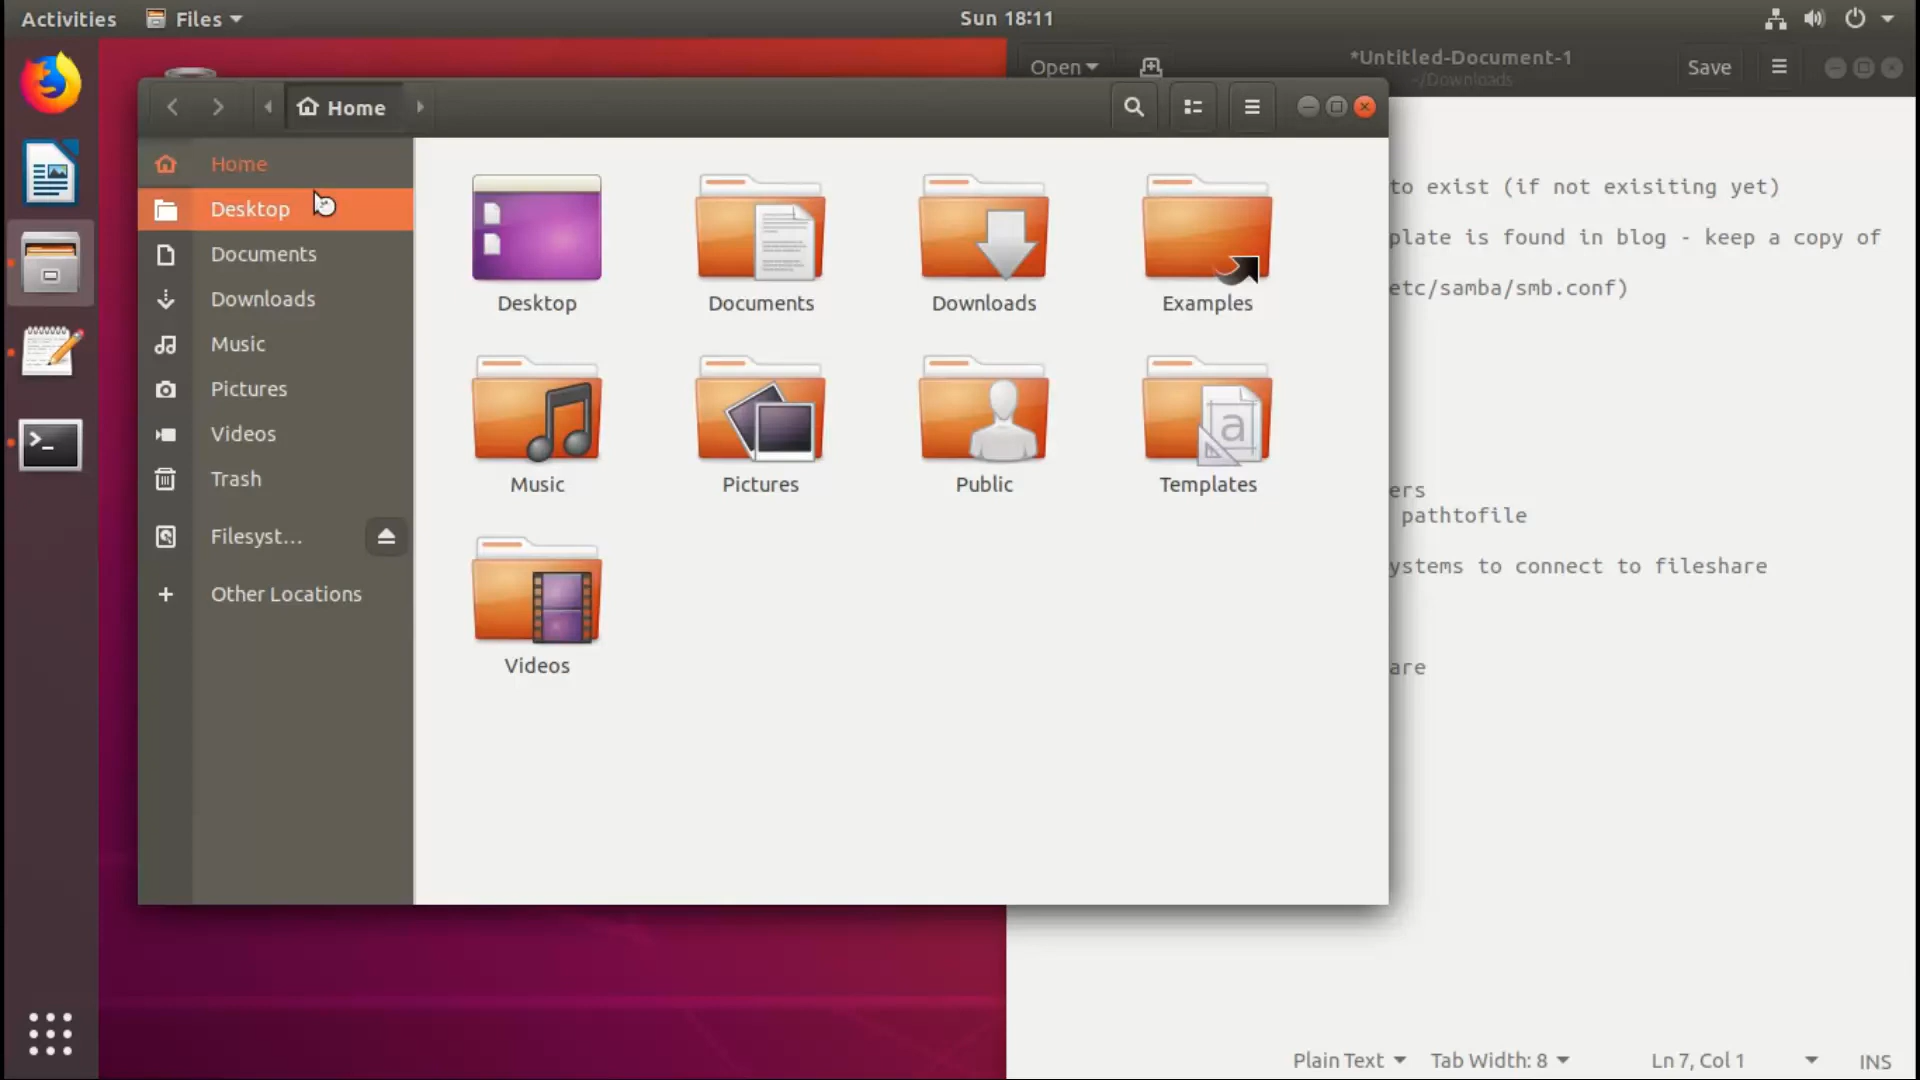 Activities
Files
Sun 18:11
Open
*Untitled-Document-1
~/Downloads
Save
Home
Home
Desktop
Documents
Downloads
Music
Pictures
Videos
Trash
Filesyst...
Other Locations
Desktop
Documents
Downloads
Examples
Music
Pictures
Public
Templates
Videos
to exist (if not exisiting yet)
plate is found in blog - keep a copy of
etc/samba/smb.conf)
ers
pathtofile
ystems to connect to fileshare
are
Plain Text
Tab Width: 8
Ln 7, Col 1
INS